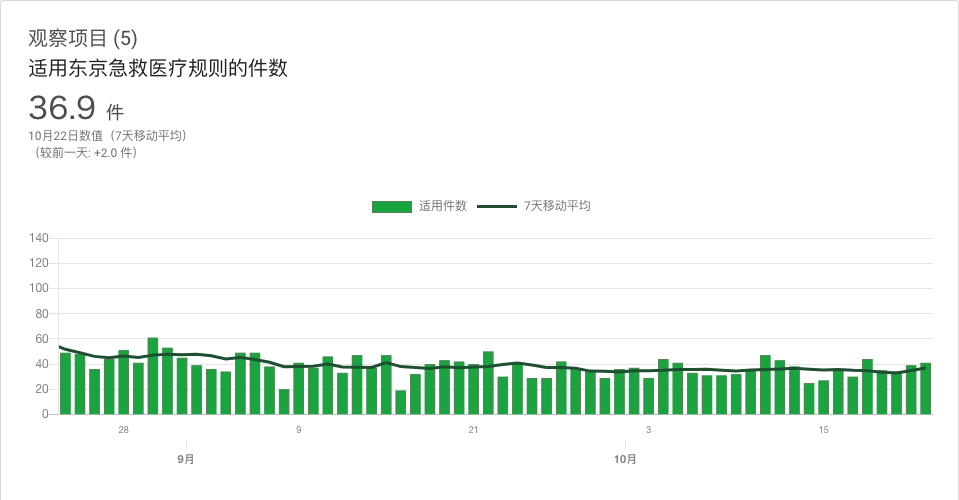 观察项目 (5)
适用东京急救医疗规则的件数
36.9 件
10月22日数值（7天移动平均）
（较前一天: +2.0 件）
适用件数 7天移动平均
140
120
100
80
60
40
20
0
28 9 21 3 15
9月 10月